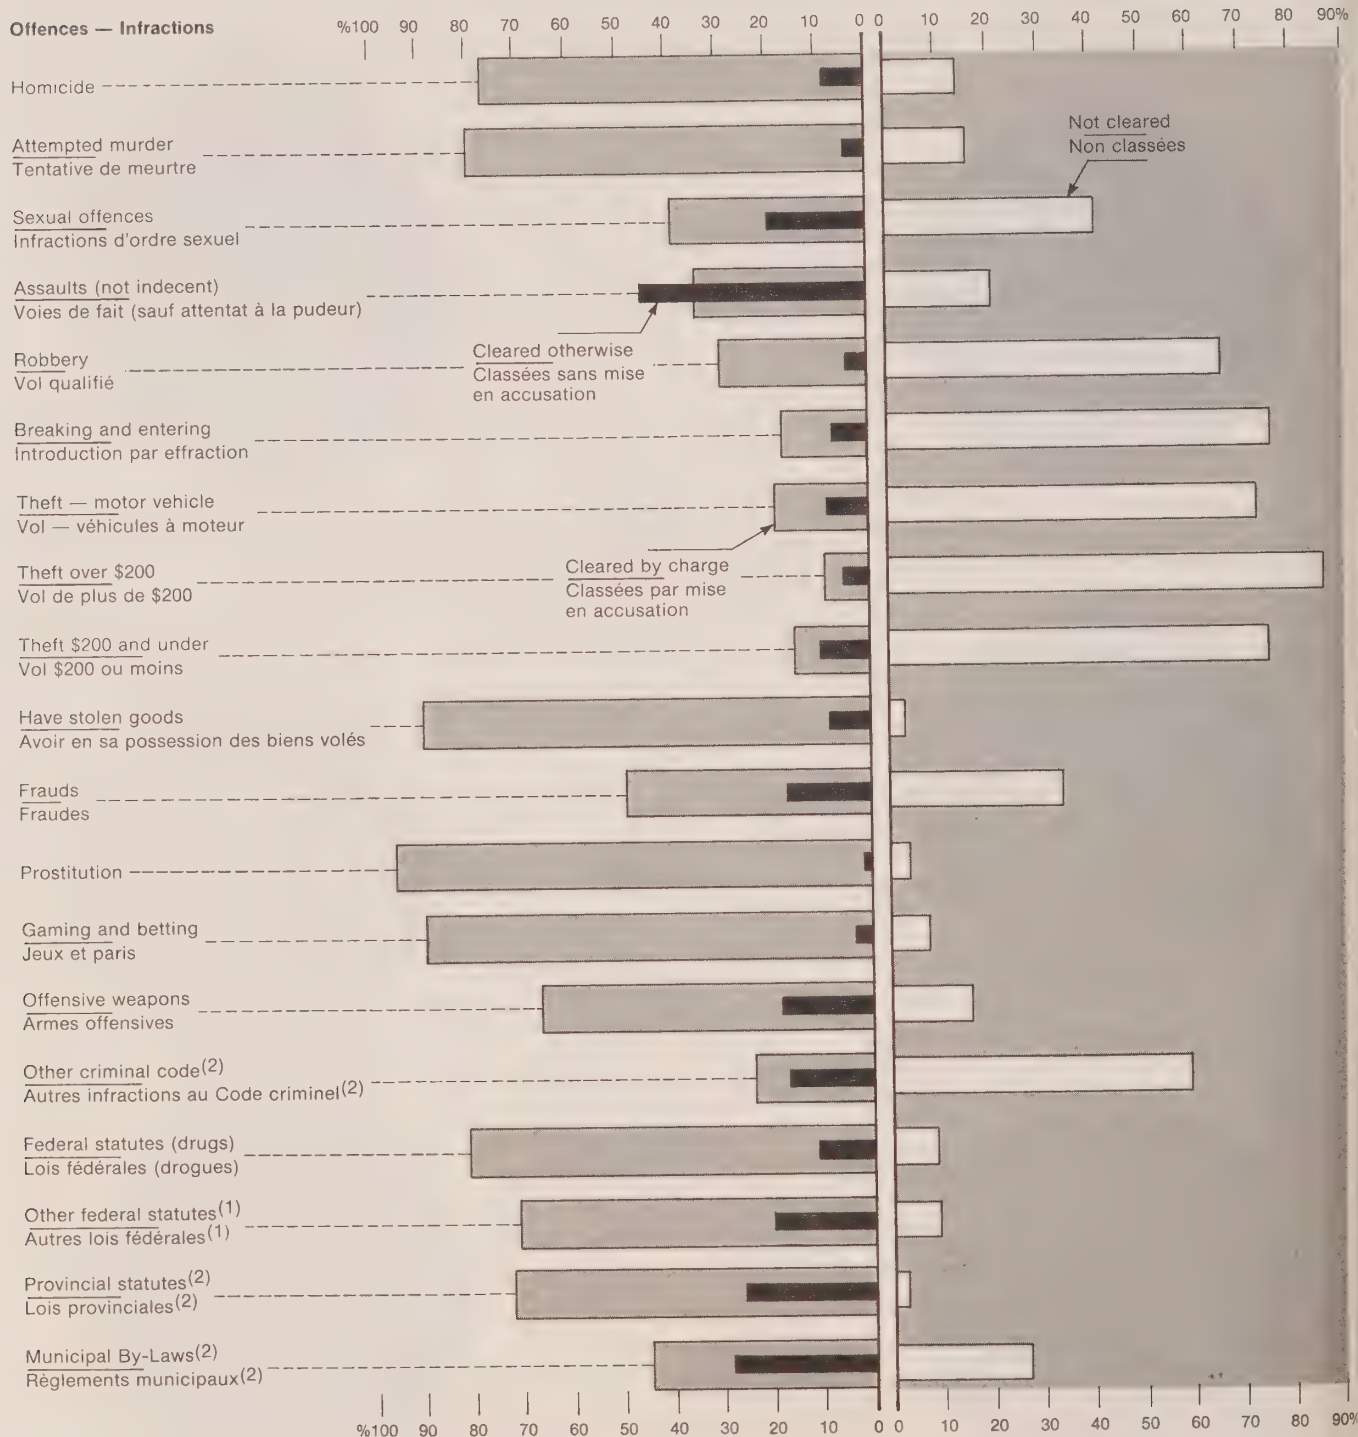 Offences — Infractions
%100 90 80 70 60 50 40 30 20 10 0 0 10 20 30 40 50 60 70 80 90%
Homicide
Attempted murder
Tentative de meurtre
Not cleared
Non classées
Sexual offences
Infractions d'ordre sexuel
Assaults (not indecent)
Voies de fait (sauf attentat à la pudeur)
Robbery
Vol qualifié
Cleared otherwise
Classées sans mise
en accusation
Breaking and entering
Introduction par effraction
Theft — motor vehicle
Vol — véhicules à moteur
Theft over $200
Vol de plus de $200
Cleared by charge
Classées par mise
en accusation
Theft $200 and under
Vol $200 ou moins
Have stolen goods
Avoir en sa possession des biens volés
Frauds
Fraudes
Prostitution
Gaming and betting
Jeux et paris
Offensive weapons
Armes offensives
Other criminal code(2)
Autres infractions au Code criminel(2)
Federal statutes (drugs)
Lois fédérales (drogues)
Other federal statutes(1)
Autres lois fédérales(1)
Provincial statutes(2)
Lois provinciales(2)
Municipal By-Laws(2)
Règlements municipaux(2)
%100 90 80 70 60 50 40 30 20 10 0 0 10 20 30 40 50 60 70 80 90%